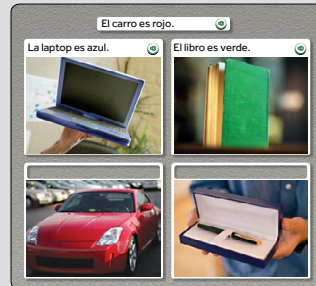 El carro es rojo.
La laptop es azul.
El libro es verde.